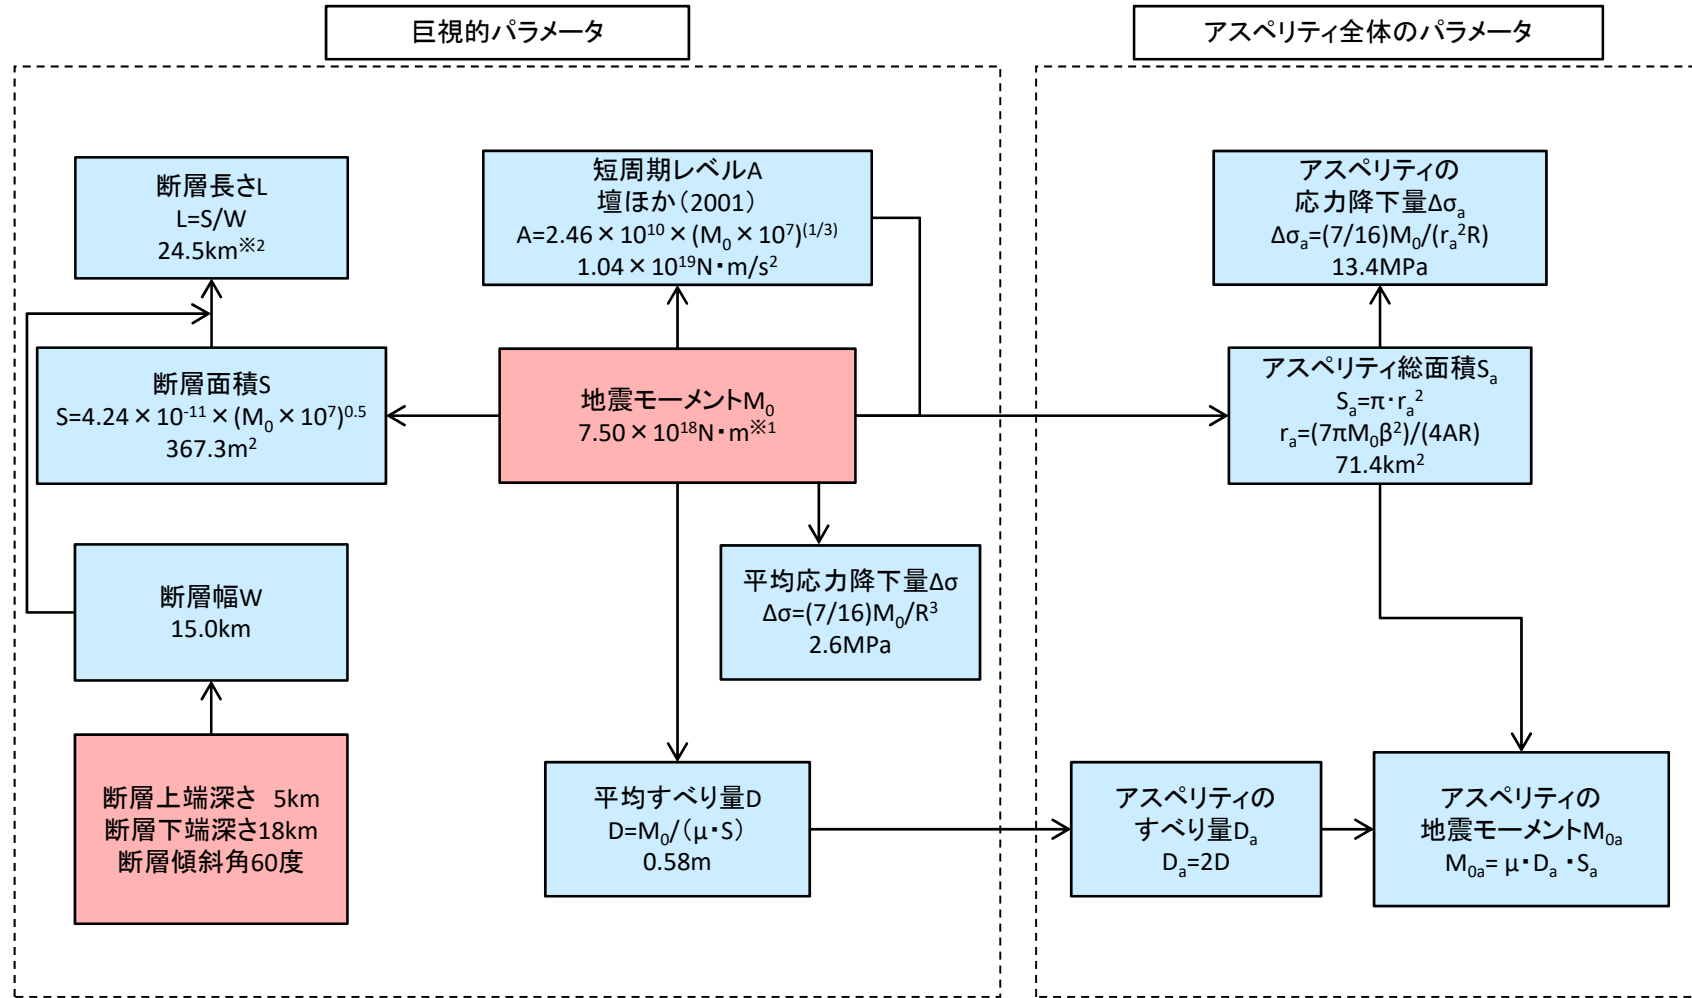 巨視的パラメータ
断層長さL
L=S/W
24.5km※2
短周期レベルA
壇ほか（2001）
A=2.46×10¹⁰×(M₀×10⁷)⁽¹/³⁾
1.04×10¹⁹N・m/s²
断層面積S
S=4.24×10⁻¹¹×(M₀×10⁷)⁰·⁵
367.3m²
地震モーメントM₀
7.50×10¹⁸N・m※1
断層幅W
15.0km
平均応力降下量Δσ
Δσ=(7/16)M₀/R³
2.6MPa
断層上端深さ 5km
断層下端深さ18km
断層傾斜角60度
平均すべり量D
D=M₀/(μ・S)
0.58m
アスペリティ全体のパラメータ
アスペリティの
応力降下量Δσₐ
Δσₐ=(7/16)M₀/(rₐ²R)
13.4MPa
アスペリティ総面積Sₐ
Sₐ=π・rₐ²
rₐ=(7πM₀β²)/(4AR)
71.4km²
アスペリティの
すべり量Dₐ
Dₐ=2D
アスペリティの
地震モーメントM₀ₐ
M₀ₐ= μ・Dₐ・Sₐ